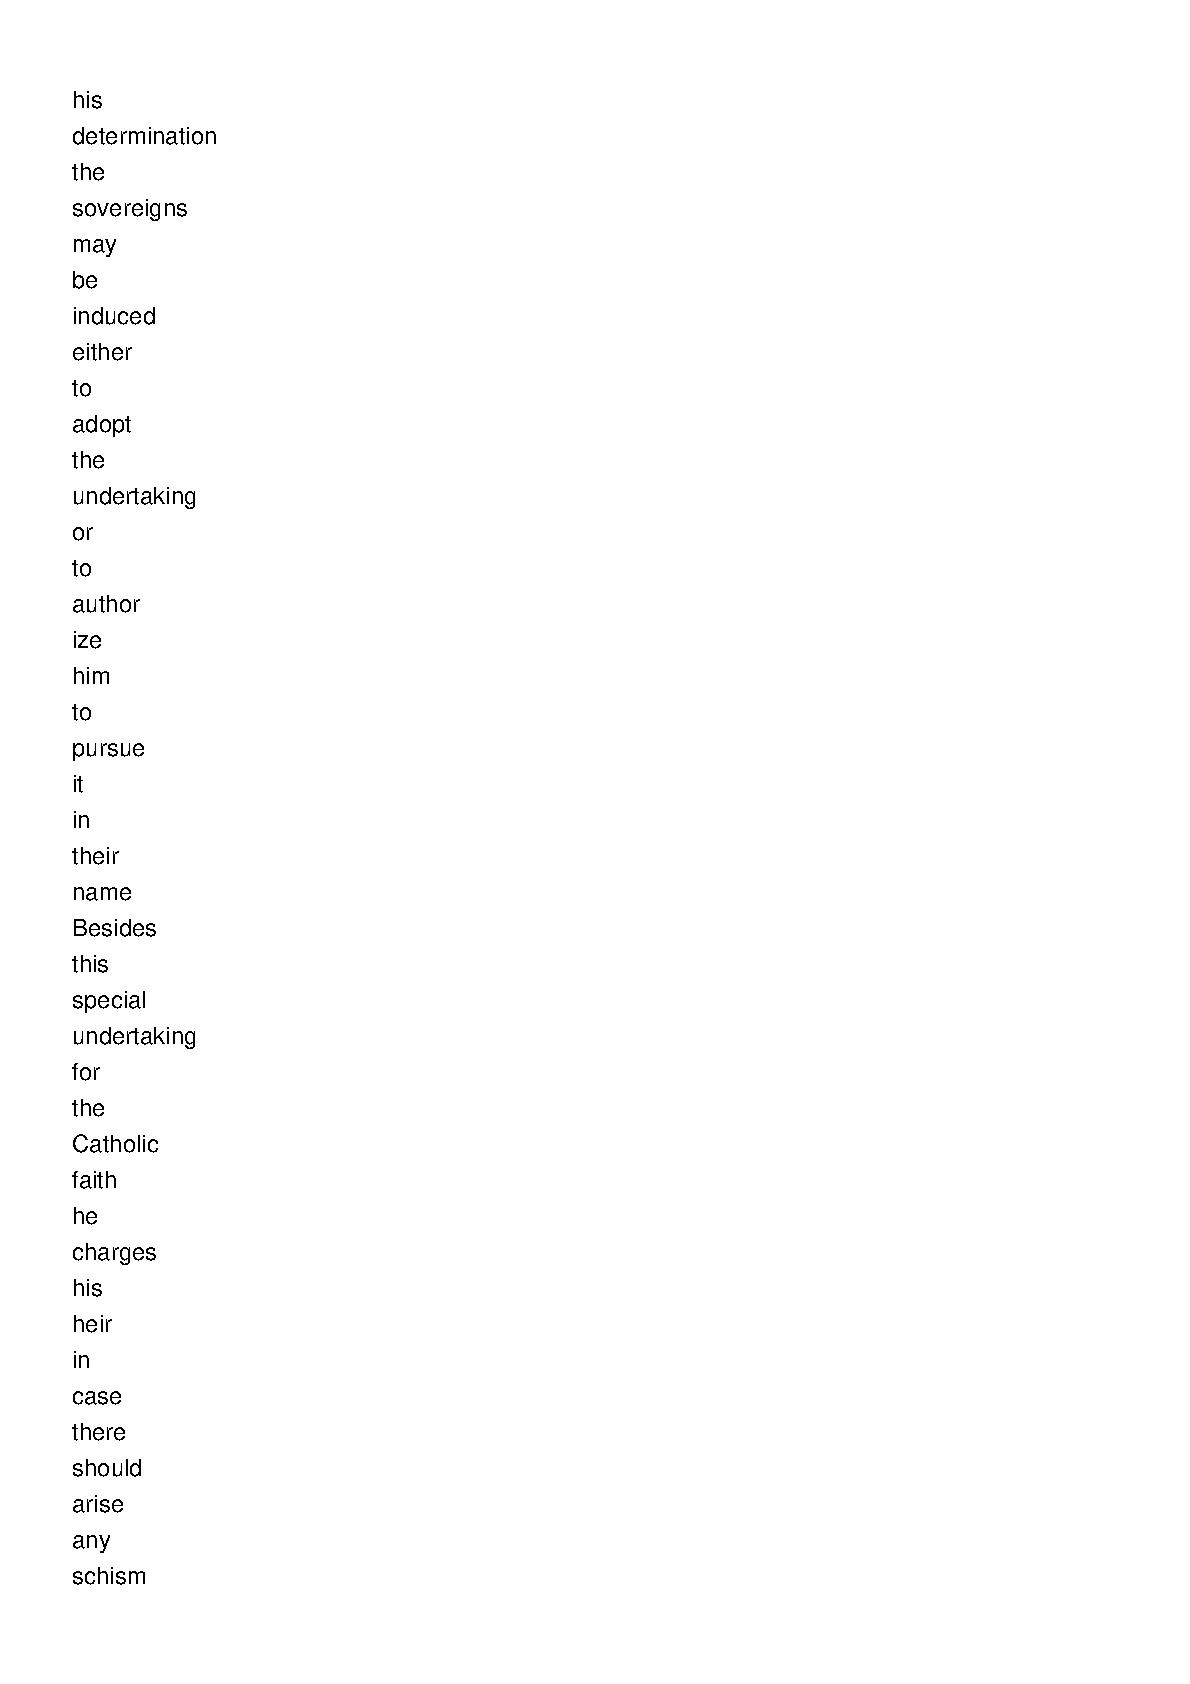 his
determination
the
sovereigns
may
be
induced
either
to
adopt
the
undertaking
or
to
author
ize
him
to
pursue
it
in
their
name
Besides
this
special
undertaking
for
the
Catholic
faith
he
charges
his
heir
in
case
there
should
arise
any
schism